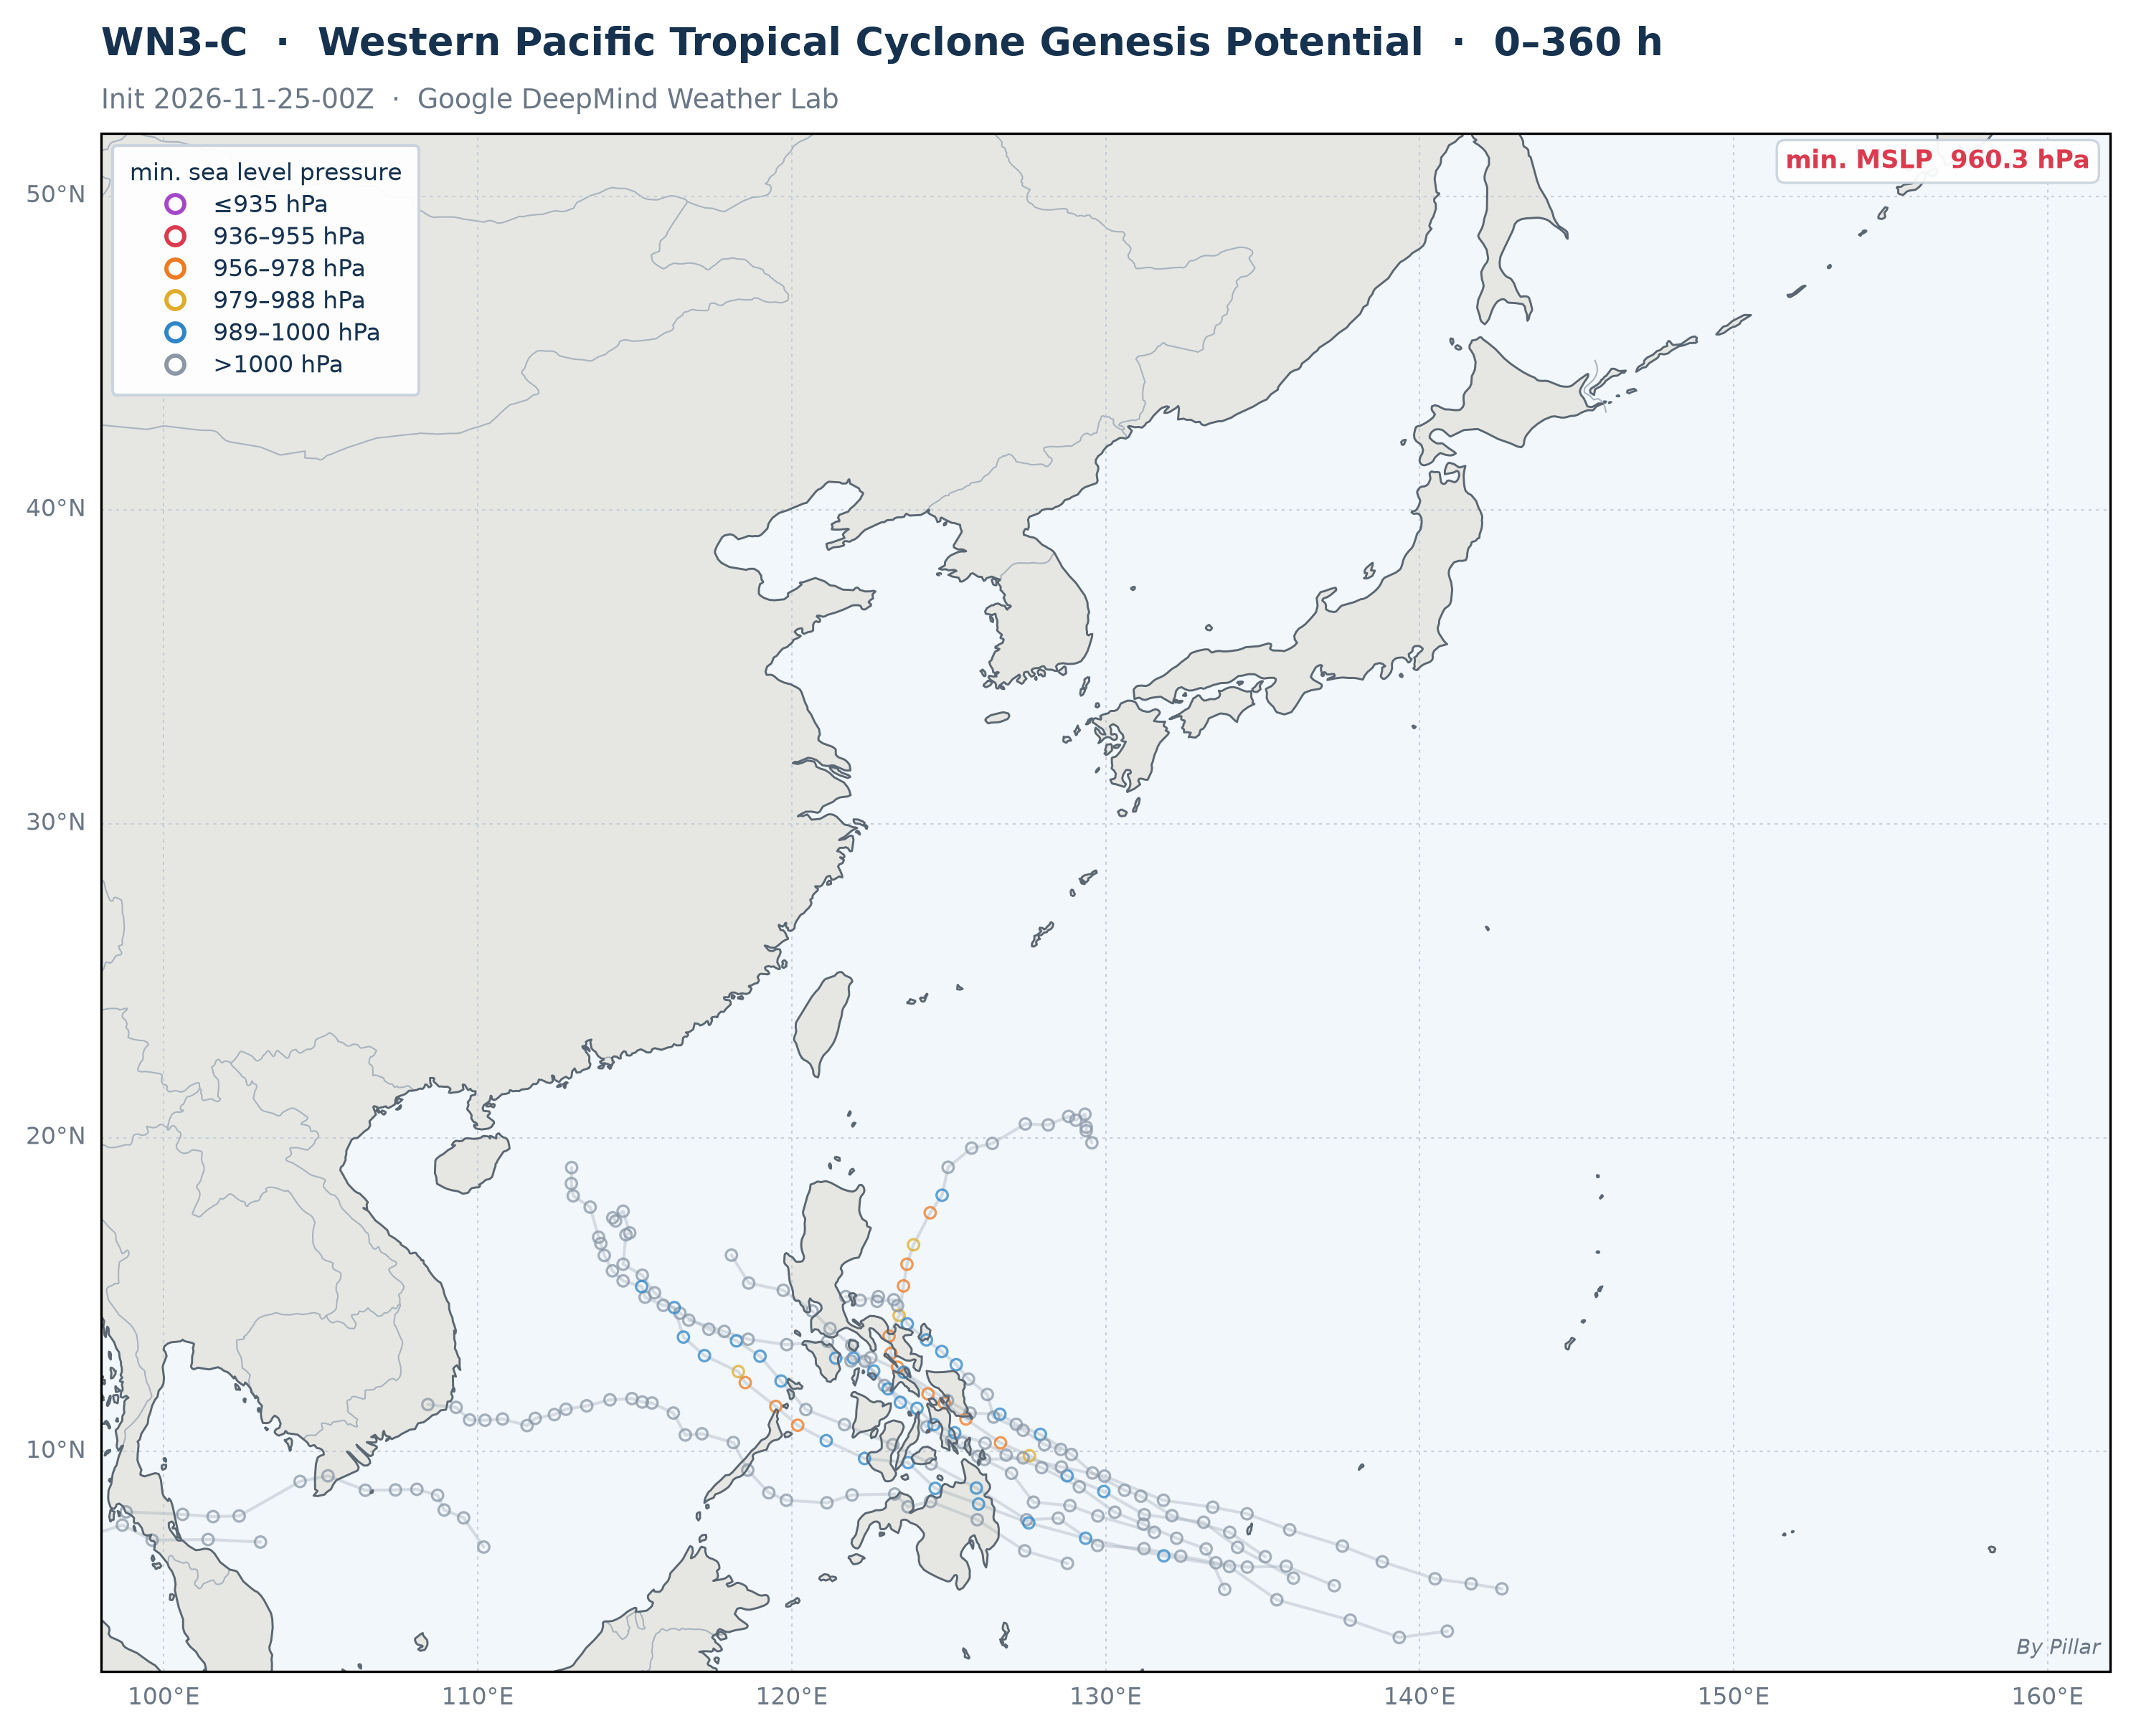 WN3-C · Western Pacific Tropical Cyclone Genesis Potential · 0–360 h
Init 2026-11-25-00Z · Google DeepMind Weather Lab
min. sea level pressure
≤935 hPa
936–955 hPa
956–978 hPa
979–988 hPa
989–1000 hPa
>1000 hPa
min. MSLP 960.3 hPa
50°N
40°N
30°N
20°N
10°N
By Pillar
100°E
110°E
120°E
130°E
140°E
150°E
160°E